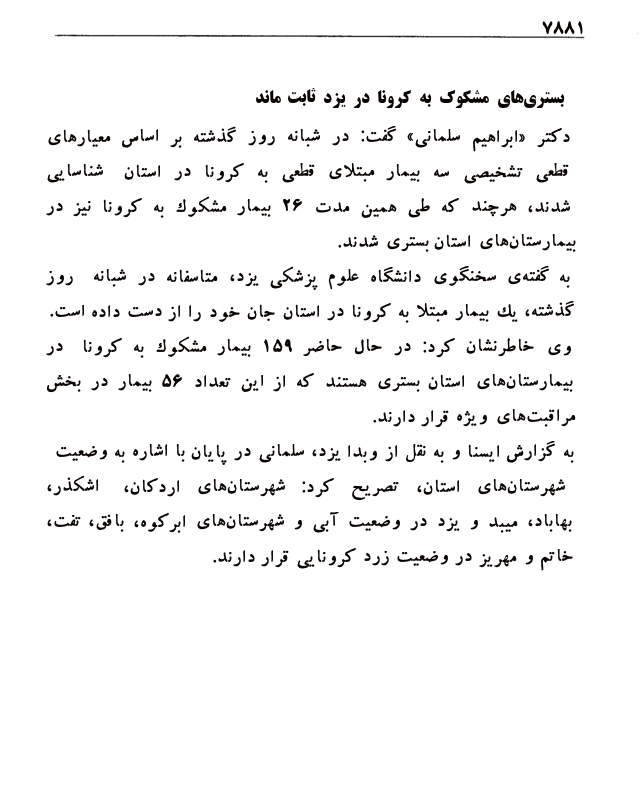 ۷۸۸۱
بستری‌های مشکوک به کرونا در یزد ثابت ماند
دکتر «ابراهیم سلمانی» گفت: در شبانه روز گذشته بر اساس معیارهای
قطعی تشخیصی سه بیمار مبتلای قطعی به کرونا در استان شناسایی
شدند، هرچند که طی همین مدت ۲۶ بیمار مشکوك به کرونا نیز در
بیمارستان‌های استان بستری شدند.
به گفته‌ی سخنگوی دانشگاه علوم پزشکی یزد، متاسفانه در شبانه روز
گذشته، یك بیمار مبتلا به کرونا در استان جان خود را از دست داده است.
وی خاطرنشان کرد: در حال حاضر ۱۵۹ بیمار مشکوك به کرونا در
بیمارستان‌های استان بستری هستند که از این تعداد ۵۶ بیمار در بخش
مراقبت‌های ویژه قرار دارند.
به گزارش ایسنا و به نقل از وبدا یزد، سلمانی در پایان با اشاره به وضعیت
شهرستان‌های استان، تصریح کرد: شهرستان‌های اردکان، اشکذر،
بهاباد، میبد و یزد در وضعیت آبی و شهرستان‌های ابرکوه، بافق، تفت،
خاتم و مهریز در وضعیت زرد کرونایی قرار دارند.